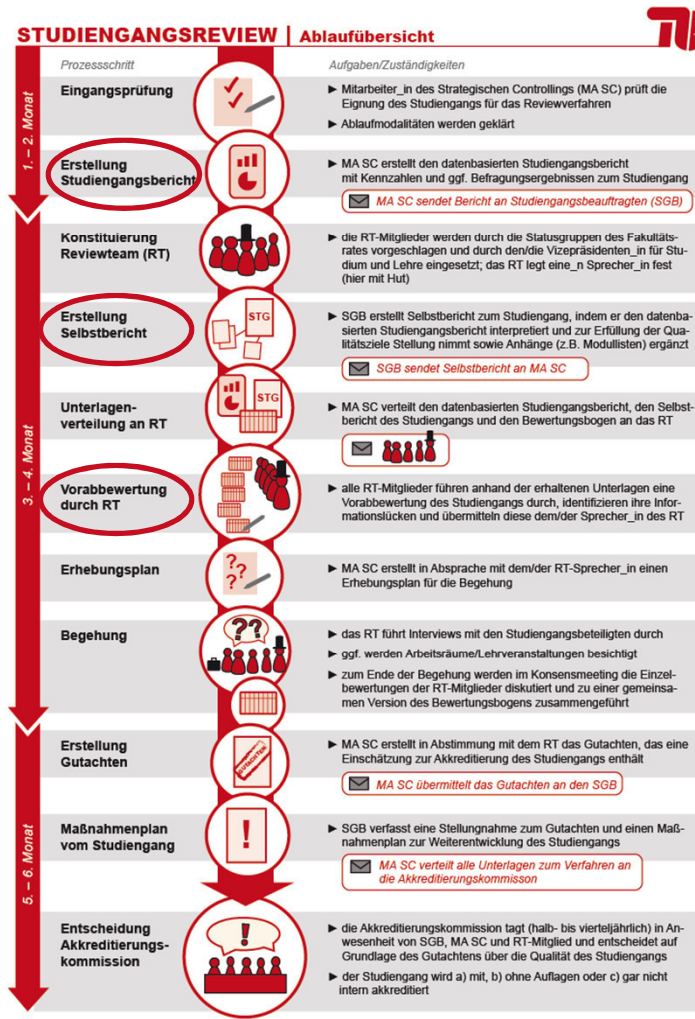 STUDIENGANGSREVIEW | Ablaufübersicht
Prozessschritt
Aufgaben/Zuständigkeiten
1. – 2. Monat
Eingangsprüfung
► Mitarbeiter_in des Strategischen Controllings (MA SC) prüft die
Eignung des Studiengangs für das Reviewverfahren
► Ablaufmodalitäten werden geklärt
Erstellung
Studiengangsbericht
► MA SC erstellt den datenbasierten Studiengangsbericht
mit Kennzahlen und ggf. Befragungsergebnissen zum Studiengang
MA SC sendet Bericht an Studiengangsbeauftragten (SGB)
3. – 4. Monat
Konstituierung
Reviewteam (RT)
► die RT-Mitglieder werden durch die Statusgruppen des Fakultäts-
rates vorgeschlagen und durch den/die Vizepräsidenten_in für Stu-
dium und Lehre eingesetzt; das RT legt eine_n Sprecher_in fest
(hier mit Hut)
Erstellung
Selbstbericht
STG
► SGB erstellt Selbstbericht zum Studiengang, indem er den datenba-
sierten Studiengangsbericht interpretiert und zur Erfüllung der Qua-
litätsziele Stellung nimmt sowie Anhänge (z.B. Modullisten) ergänzt
SGB sendet Selbstbericht an MA SC
Unterlagen-
verteilung an RT
STG
► MA SC verteilt den datenbasierten Studiengangsbericht, den Selbst-
bericht des Studiengangs und den Bewertungsbogen an das RT
Vorabbewertung
durch RT
► alle RT-Mitglieder führen anhand der erhaltenen Unterlagen eine
Vorabbewertung des Studiengangs durch, identifizieren ihre Infor-
mationslücken und übermitteln diese dem/der Sprecher_in des RT
Erhebungsplan
???
► MA SC erstellt in Absprache mit dem/der RT-Sprecher_in einen
Erhebungsplan für die Begehung
Begehung
??
► das RT führt Interviews mit den Studiengangsbeteiligten durch
► ggf. werden Arbeitsräume/Lehrveranstaltungen besichtigt
► zum Ende der Begehung werden im Konsensmeeting die Einzel-
bewertungen der RT-Mitglieder diskutiert und zu einer gemeinsa-
men Version des Bewertungsbogens zusammengeführt
5. – 6. Monat
Erstellung
Gutachten
GUTACHTEN
► MA SC erstellt in Abstimmung mit dem RT das Gutachten, das eine
Einschätzung zur Akkreditierung des Studiengangs enthält
MA SC übermittelt das Gutachten an den SGB
Maßnahmenplan
vom Studiengang
!
► SGB verfasst eine Stellungnahme zum Gutachten und einen Maß-
nahmenplan zur Weiterentwicklung des Studiengangs
MA SC verteilt alle Unterlagen zum Verfahren an
die Akkreditierungskommisson
Entscheidung
Akkreditierungs-
kommission
!
► die Akkreditierungskommission tagt (halb- bis vierteljährlich) in An-
wesenheit von SGB, MA SC und RT-Mitglied und entscheidet auf
Grundlage des Gutachtens über die Qualität des Studiengangs
► der Studiengang wird a) mit, b) ohne Auflagen oder c) gar nicht
intern akkreditiert